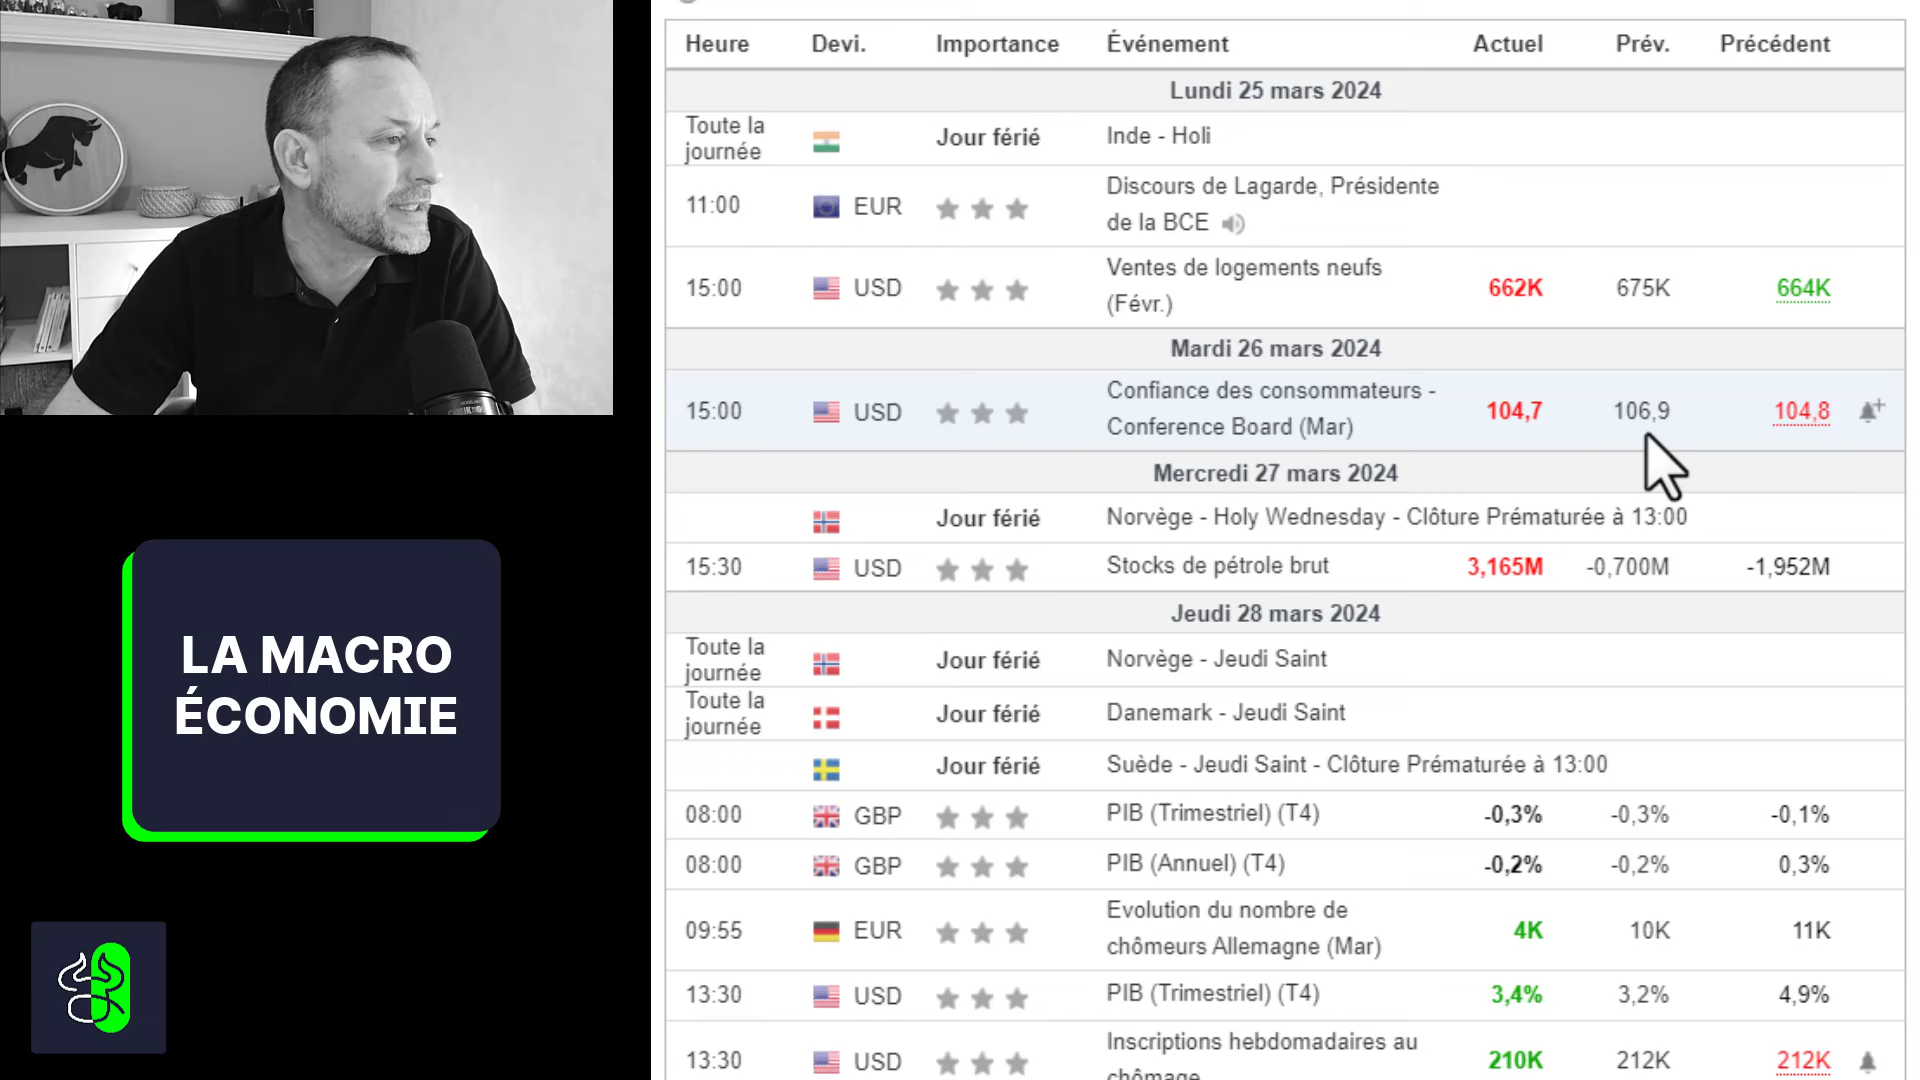 Heure Devi. Importance Événement Actuel Prév. Précédent
Lundi 25 mars 2024
Toute la journée Jour férié Inde - Holi
11:00 EUR Discours de Lagarde, Présidente
de la BCE
15:00 USD Ventes de logements neufs
(Févr.) 662K 675K 664K
Mardi 26 mars 2024
15:00 USD Confiance des consommateurs -
Conference Board (Mar) 104,7 106,9 104,8
Mercredi 27 mars 2024
Jour férié Norvège - Holy Wednesday - Clôture Prématurée à 13:00
15:30 USD Stocks de pétrole brut 3,165M -0,700M -1,952M
Jeudi 28 mars 2024
Toute la journée Jour férié Norvège - Jeudi Saint
Toute la journée Jour férié Danemark - Jeudi Saint
Jour férié Suède - Jeudi Saint - Clôture Prématurée à 13:00
08:00 GBP PIB (Trimestriel) (T4) -0,3% -0,3% -0,1%
08:00 GBP PIB (Annuel) (T4) -0,2% -0,2% 0,3%
09:55 EUR Evolution du nombre de
chômeurs Allemagne (Mar) 4K 10K 11K
13:30 USD PIB (Trimestriel) (T4) 3,4% 3,2% 4,9%
13:30 USD Inscriptions hebdomadaires au
chômage 210K 212K 212K
LA MACRO
ÉCONOMIE